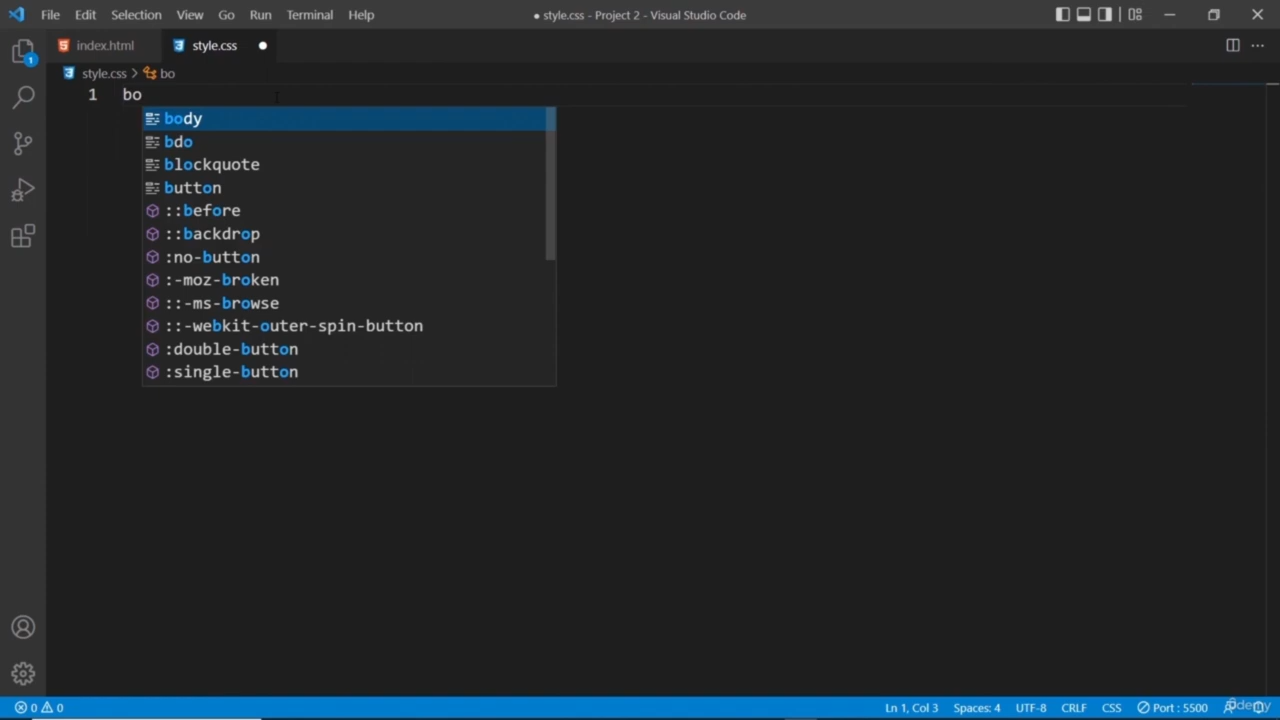 File Edit Selection View Go Run Terminal Help ● style.css - Project 2 - Visual Studio Code
index.html style.css
style.css > bo
1 bo
body
bdo
blockquote
button
::before
::backdrop
:no-button
:-moz-broken
::-ms-browse
::-webkit-outer-spin-button
:double-button
:single-button
1
0 0 Ln 1, Col 3 Spaces: 4 UTF-8 CRLF CSS Port : 5500
Udemy